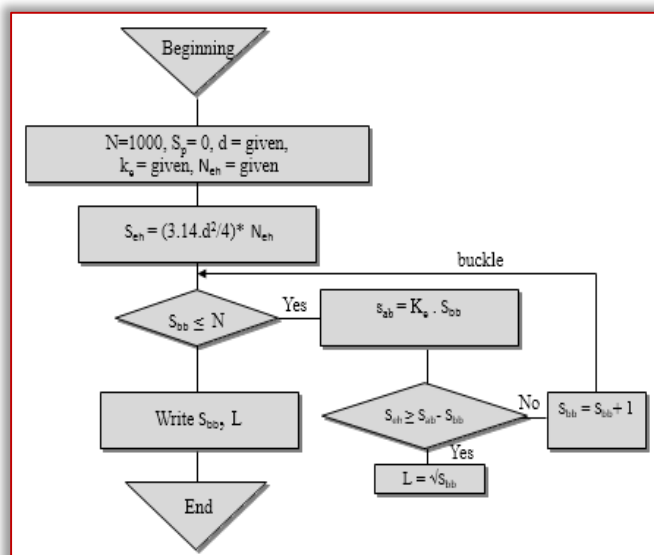 Beginning
N=1000, Sp= 0, d = given,
ke = given, Neh = given
Seh = (3.14.d²/4)* Neh
buckle
Sbb ≤ N
Yes
sab = Ke . Sbb
Write Sbb, L
Seh ≥ Sab- Sbb
No
Sbb = Sbb+ 1
Yes
L = √Sbb
End